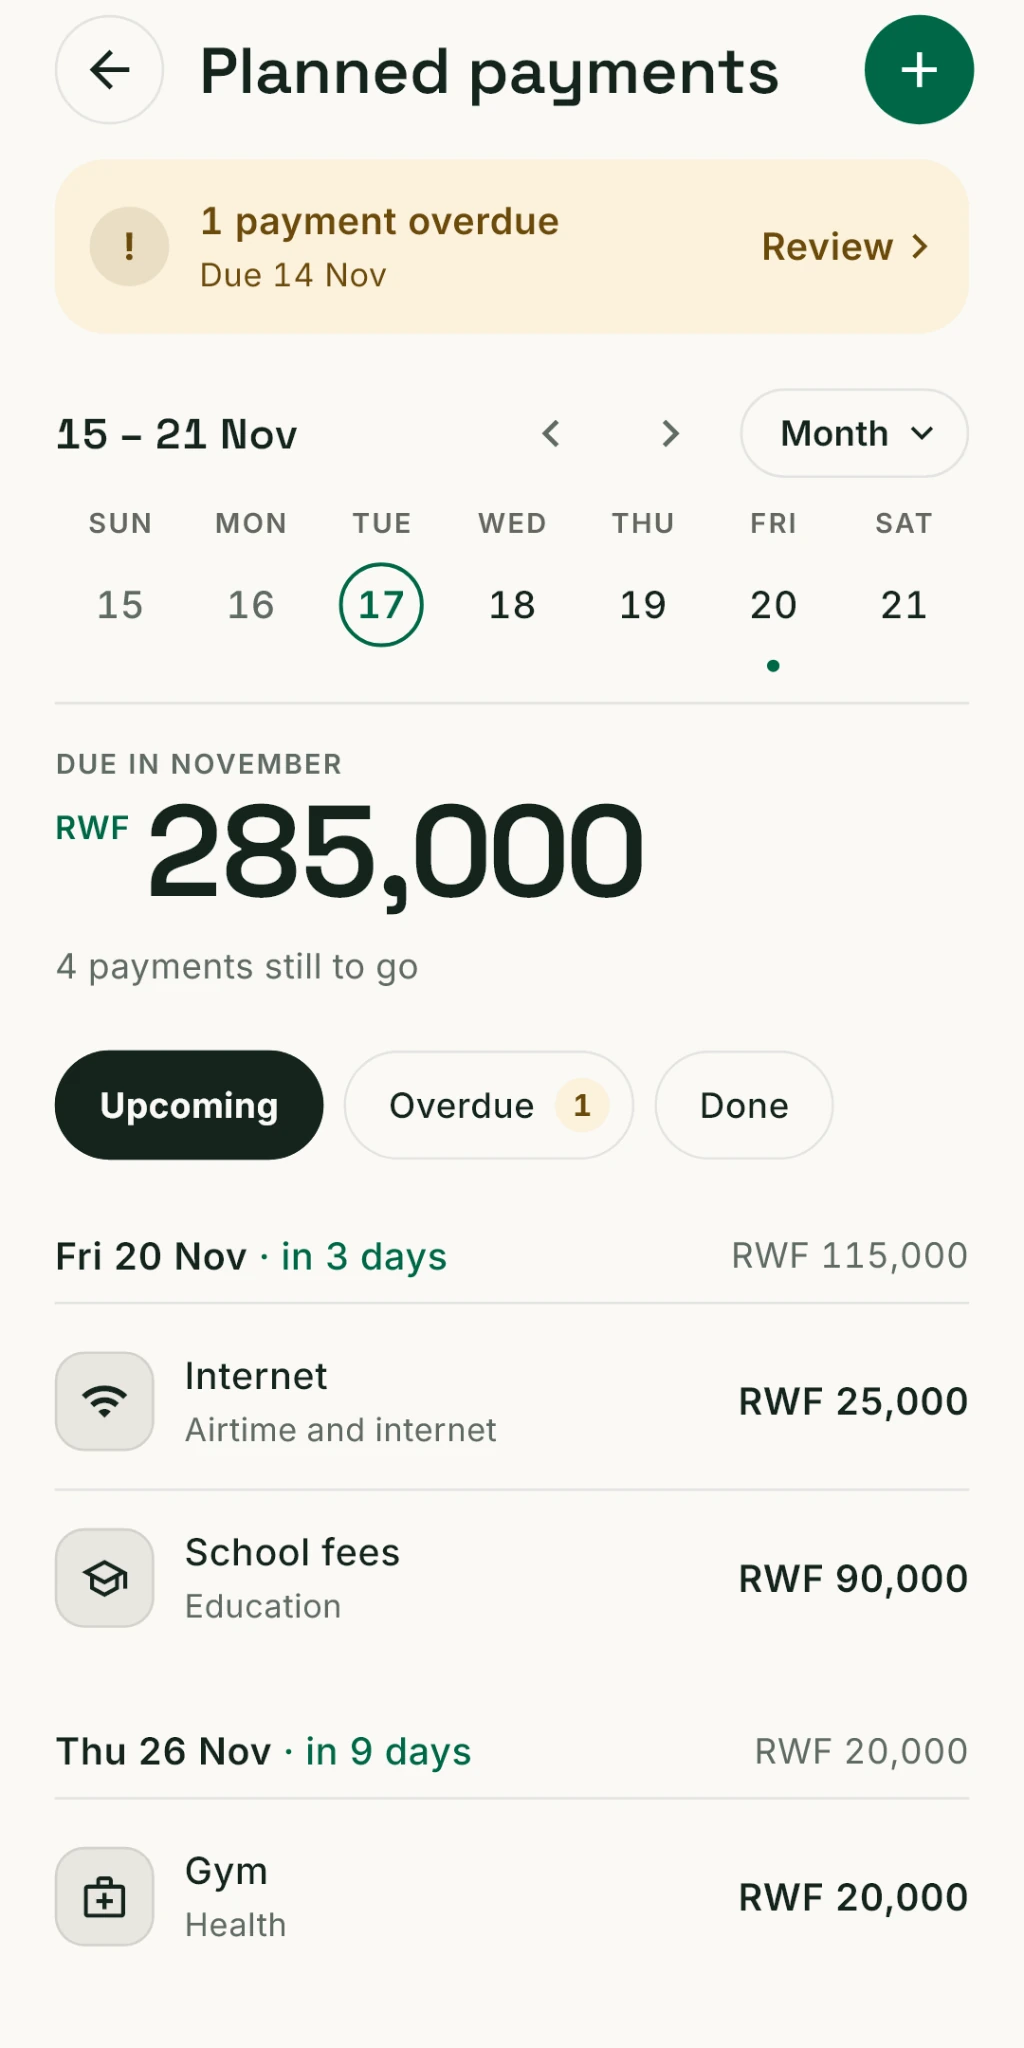 Planned payments
!
1 payment overdue
Due 14 Nov
Review
15 – 21 Nov
Month
SUN MON TUE WED THU FRI SAT
15 16 17 18 19 20 21
DUE IN NOVEMBER
RWF 285,000
4 payments still to go
Upcoming Overdue 1 Done
Fri 20 Nov · in 3 days RWF 115,000
Internet
Airtime and internet
RWF 25,000
School fees
Education
RWF 90,000
Thu 26 Nov · in 9 days RWF 20,000
Gym
Health
RWF 20,000